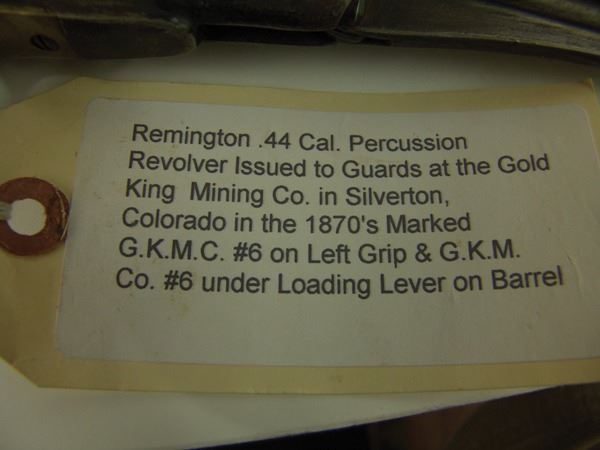 Remington .44 Cal. Percussion
Revolver Issued to Guards at the Gold
King Mining Co. in Silverton,
Colorado in the 1870's Marked
G.K.M.C. #6 on Left Grip & G.K.M.
Co. #6 under Loading Lever on Barrel